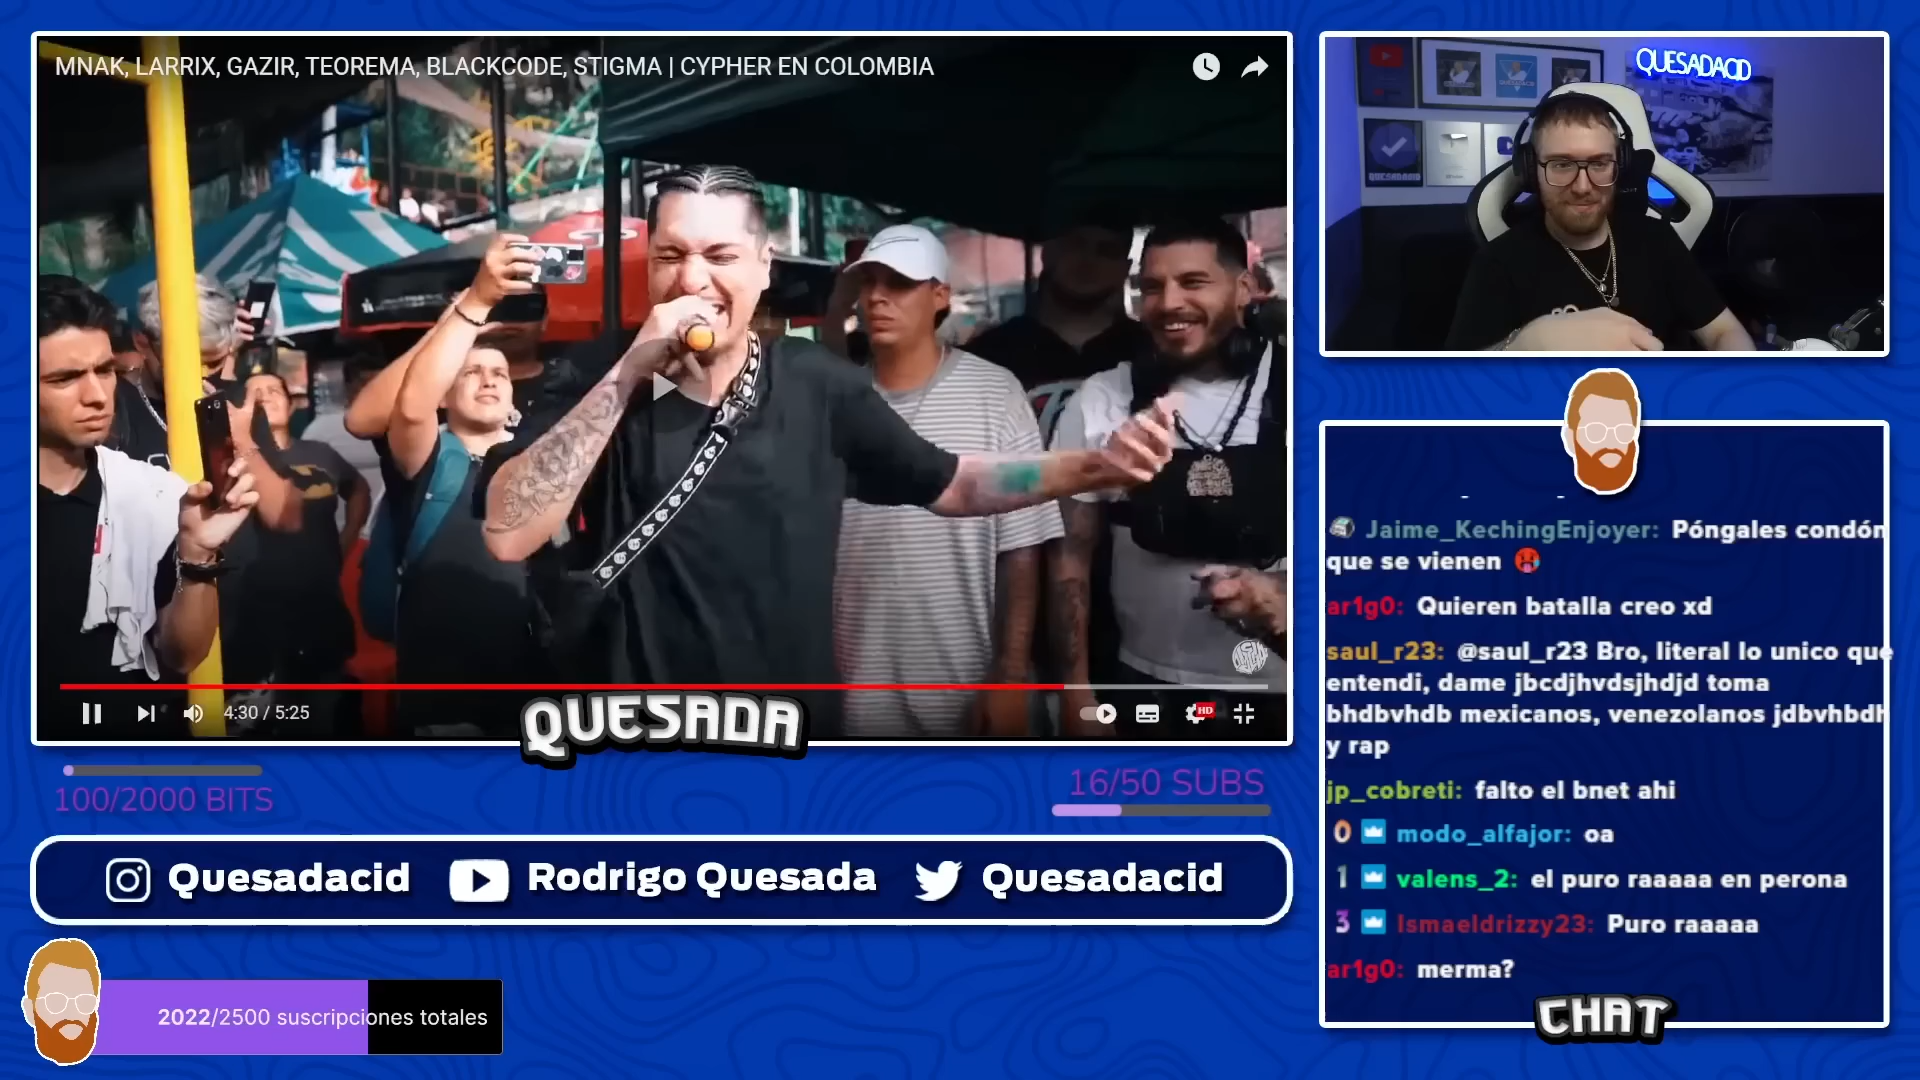 MNAK, LARRIX, GAZIR, TEOREMA, BLACKCODE, STIGMA | CYPHER EN COLOMBIA
QUESADACID
QUESADACID
4:30 / 5:25
HD
QUESADA
100/2000 BITS
16/50 SUBS
Quesadacid
Rodrigo Quesada
Quesadacid
2022/2500 suscripciones totales
Jaime_KechingEnjoyer: Póngales condón
que se vienen
ar1g0: Quieren batalla creo xd
saul_r23: @saul_r23 Bro, literal lo unico que
entendi, dame jbcdjhvdsjhdjd toma
bhdbvhdb mexicanos, venezolanos jdbvhbdh
y rap
jp_cobreti: falto el bnet ahi
0 modo_alfajor: oa
1 valens_2: el puro raaaaa en perona
3 Ismaeldrizzy23: Puro raaaaa
ar1g0: merma?
CHAT